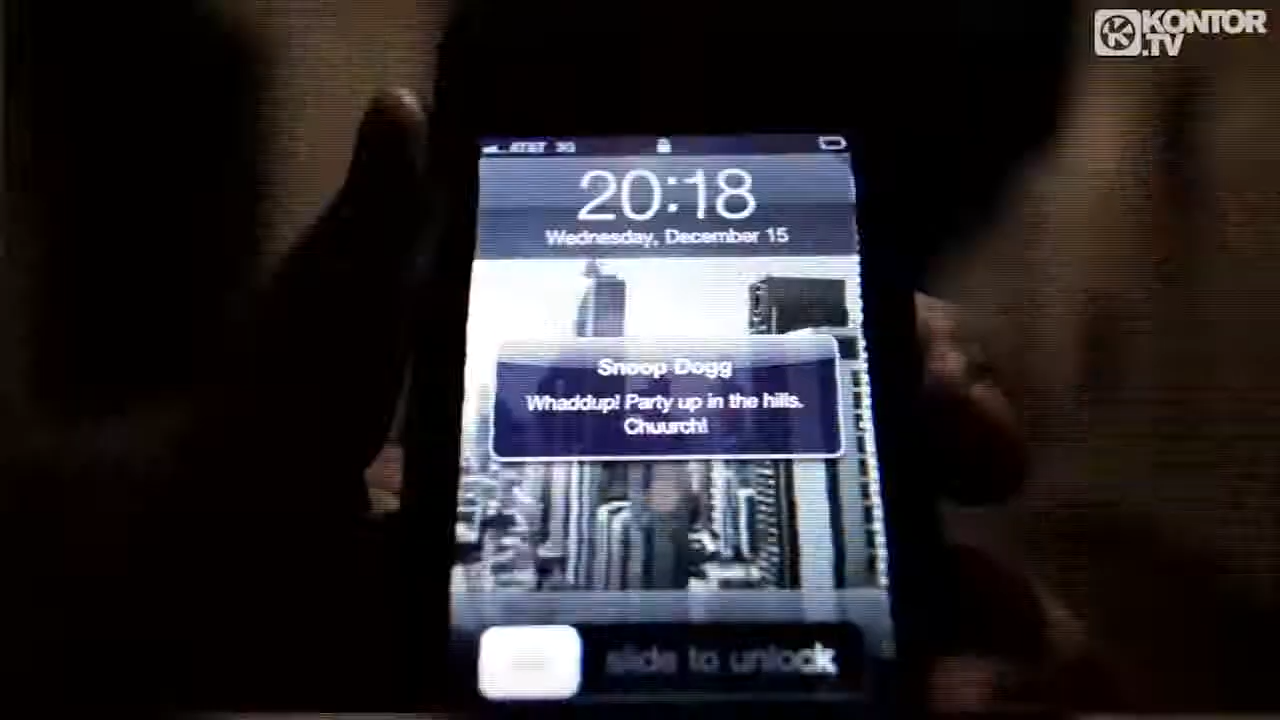 KONTOR
.TV
AT&T 3G
20:18
Wednesday, December 15
Snoop Dogg
Whaddup! Party up in the hills.
Chuurch!
slide to unlock